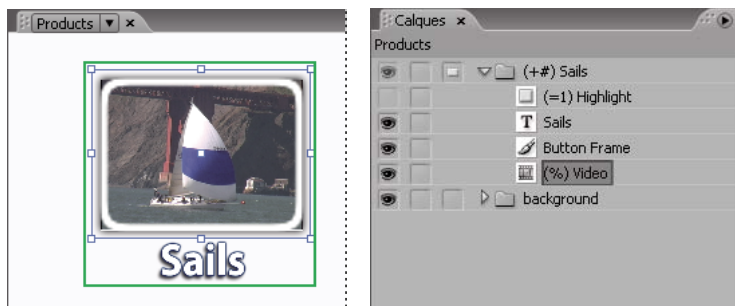 Products
Sails
Calques
Products
(+#) Sails
(=1) Highlight
T Sails
Button Frame
(%) Video
background